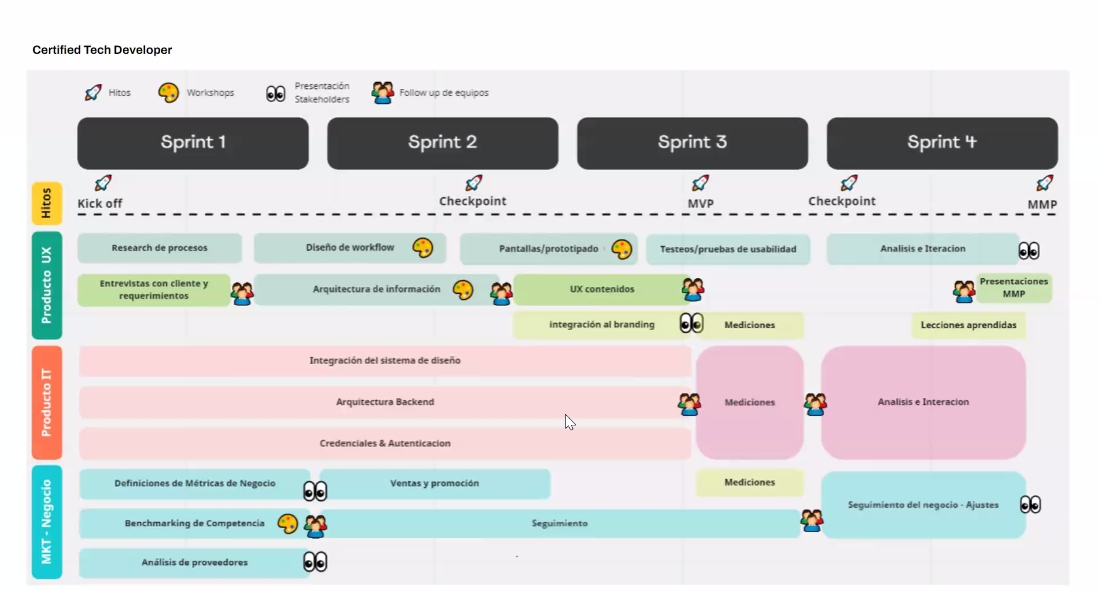 Certified Tech Developer
Hitos
Workshops
Presentación
Stakeholders
Follow up de equipos
Sprint 1
Sprint 2
Sprint 3
Sprint 4
Hitos
Kick off
Checkpoint
MVP
Checkpoint
MMP
Producto UX
Research de procesos
Diseño de workflow
Pantallas/prototipado
Testeos/pruebas de usabilidad
Analisis e Iteracion
Entrevistas con cliente y
requerimientos
Arquitectura de información
UX contenidos
Presentaciones
MMP
integración al branding
Mediciones
Lecciones aprendidas
Producto IT
Integración del sistema de diseño
Arquitectura Backend
Mediciones
Analisis e Interacion
Credenciales & Autenticacion
MKT - Negocio
Definiciones de Métricas de Negocio
Ventas y promoción
Mediciones
Seguimiento del negocio - Ajustes
Benchmarking de Competencia
Seguimiento
Análisis de proveedores